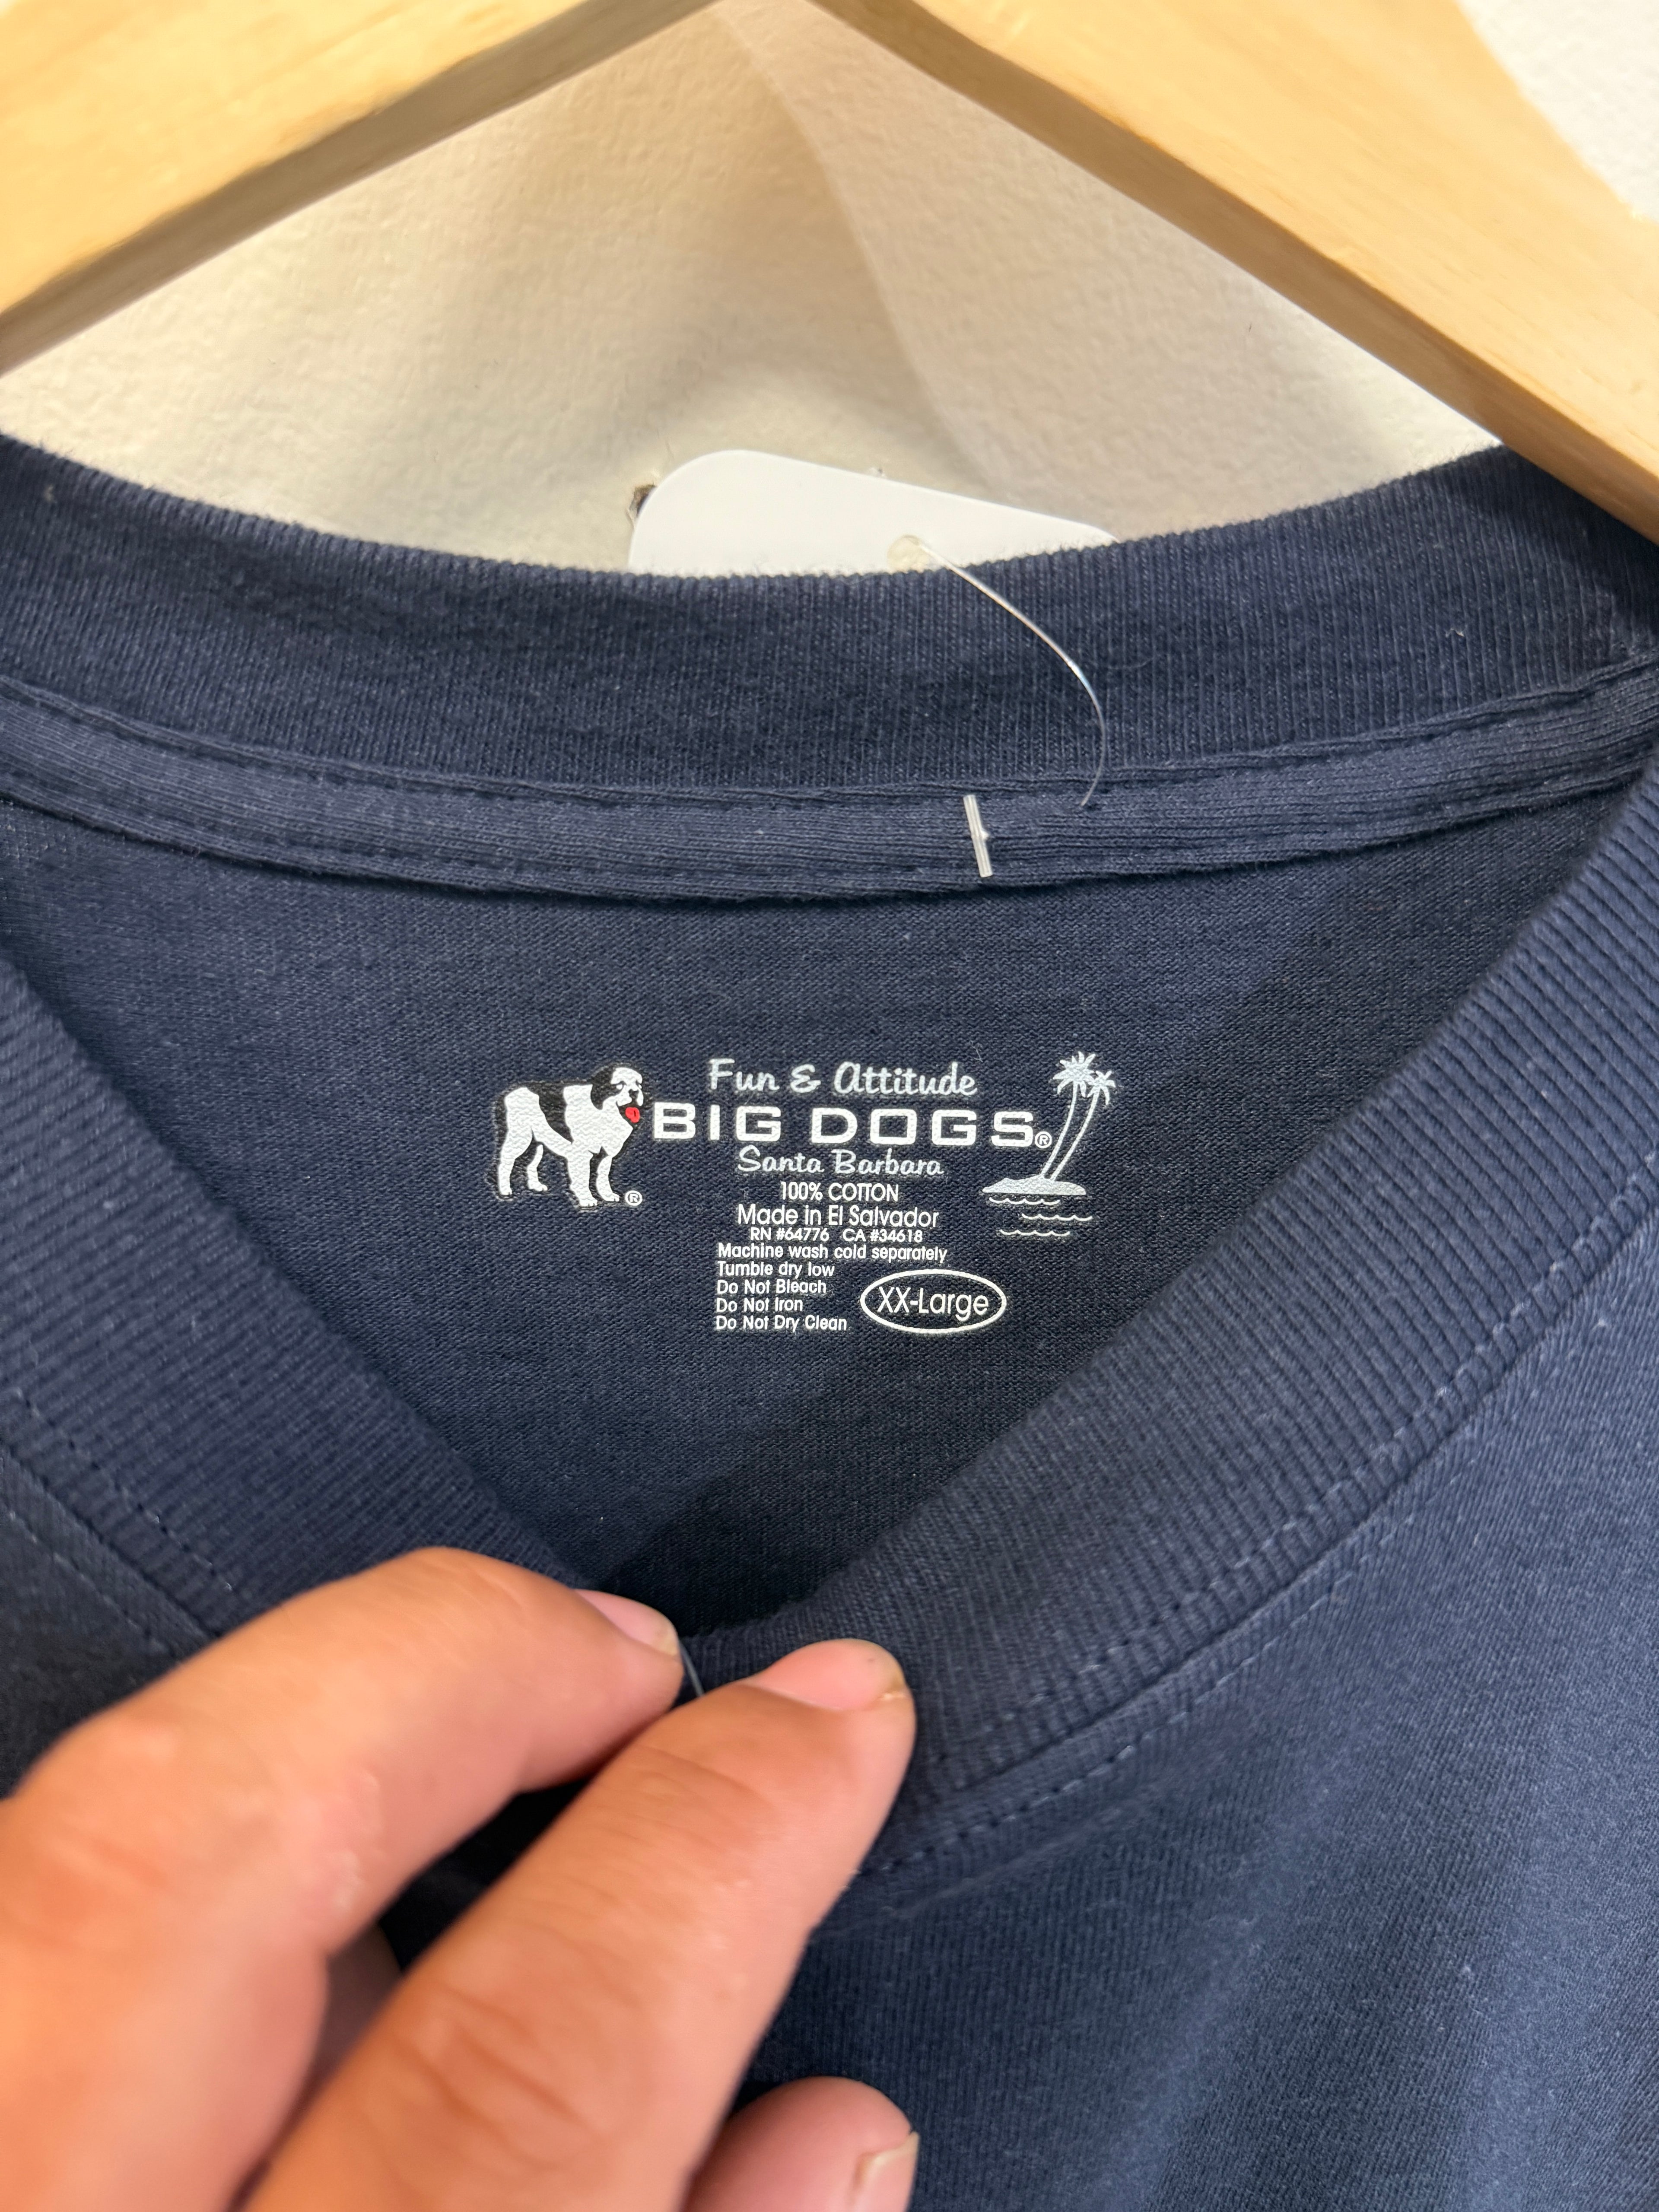 Fun & Attitude
BIG DOGS®
Santa Barbara
®
100% COTTON
Made in El Salvador
RN #64776 CA #34618
Machine wash cold separately
Tumble dry low
Do Not Bleach
Do Not Iron
Do Not Dry Clean
XX-Large